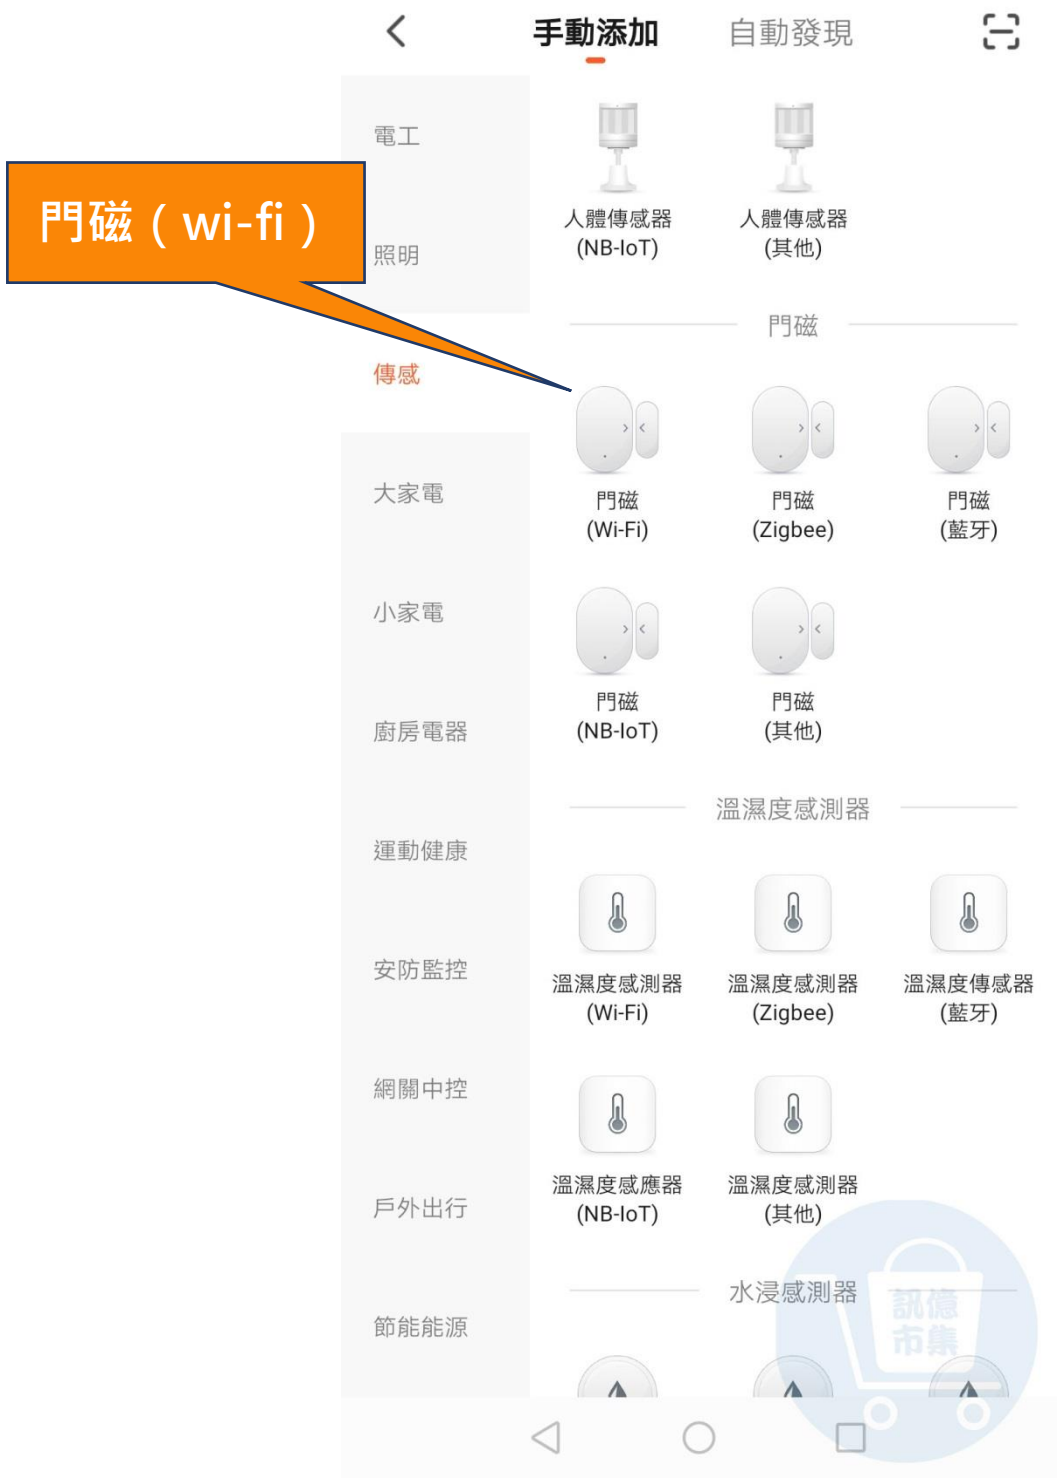 手動添加
自動發現
電工
照明
傳感
大家電
小家電
廚房電器
運動健康
安防監控
網關中控
戶外出行
節能能源
門磁（wi-fi）
人體傳感器
(NB-IoT)
人體傳感器
(其他)
門磁
門磁
(Wi-Fi)
門磁
(Zigbee)
門磁
(藍牙)
門磁
(NB-IoT)
門磁
(其他)
溫濕度感測器
溫濕度感測器
(Wi-Fi)
溫濕度感測器
(Zigbee)
溫濕度傳感器
(藍牙)
溫濕度感應器
(NB-IoT)
溫濕度感測器
(其他)
水浸感測器
訊億
市集